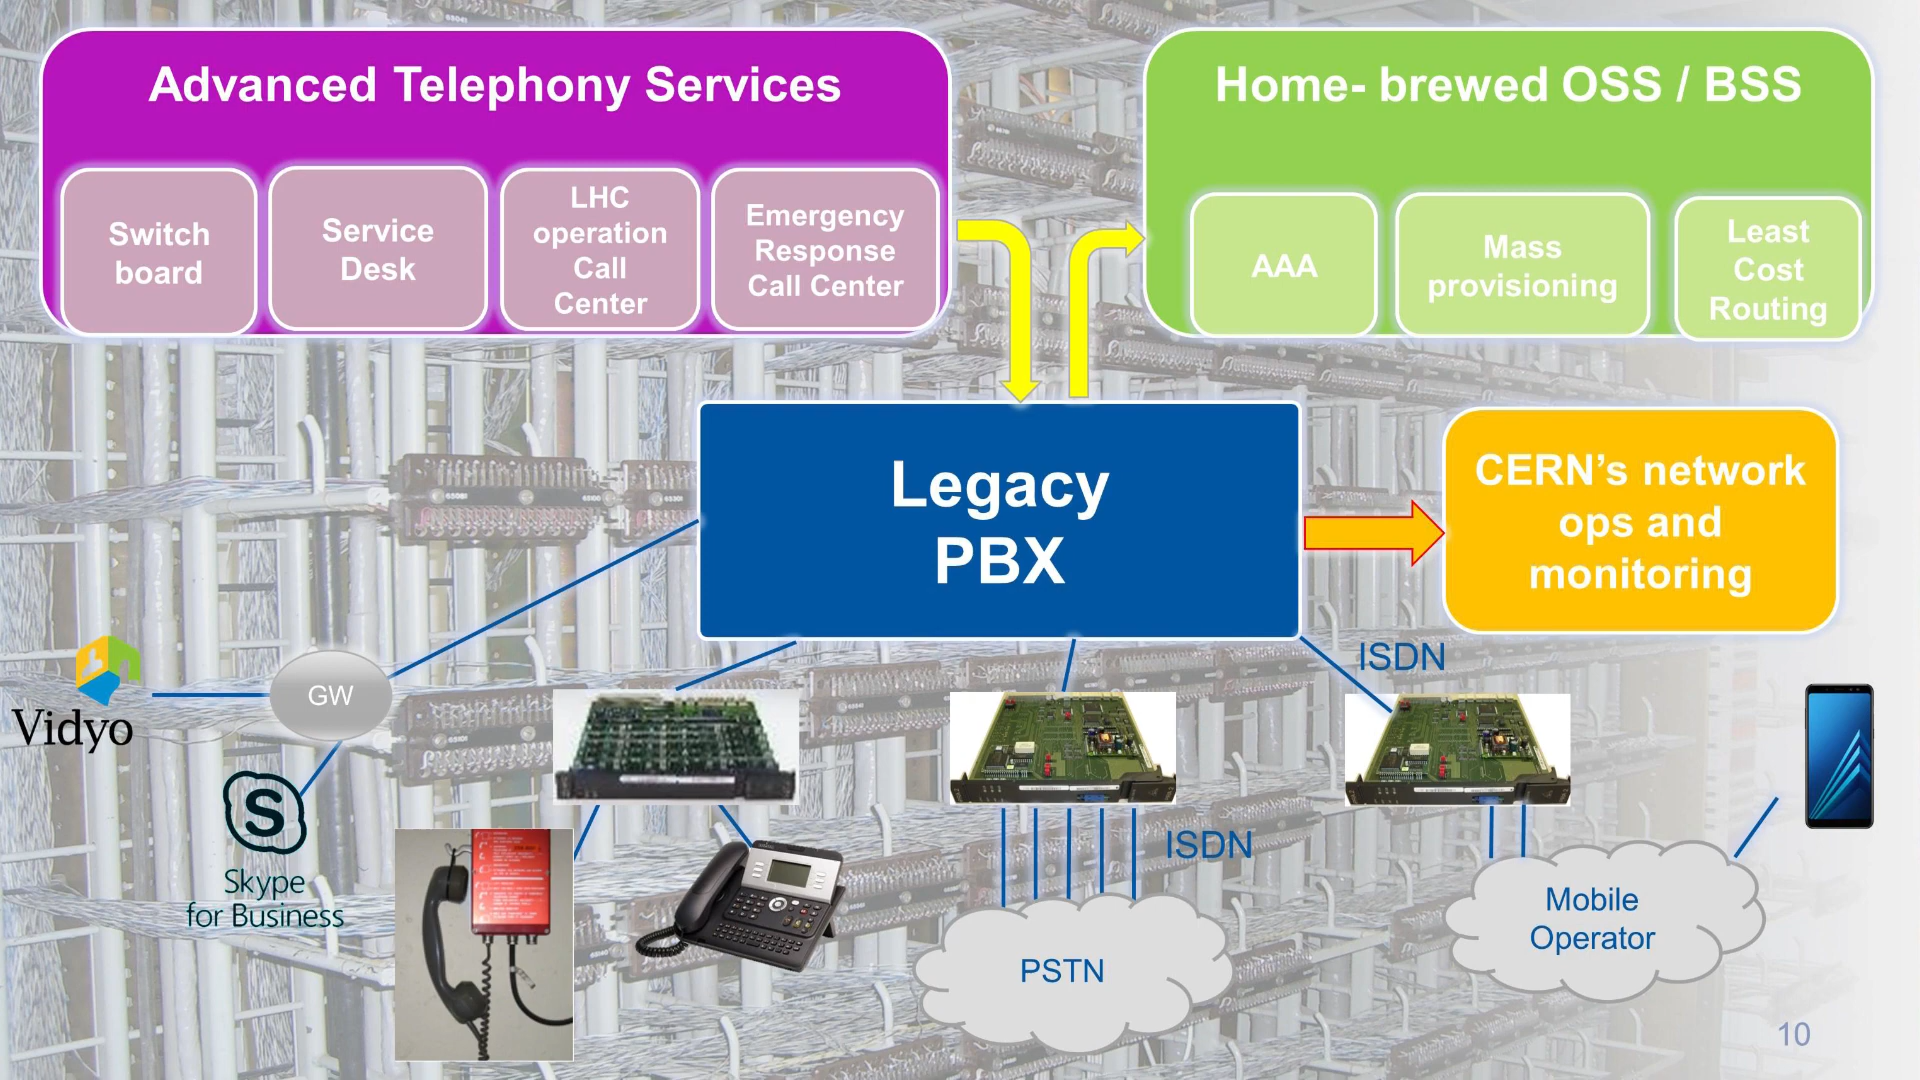 Advanced Telephony Services
Switch
board
Service
Desk
LHC
operation
Call
Center
Emergency
Response
Call Center
Home- brewed OSS / BSS
AAA
Mass
provisioning
Least
Cost
Routing
Legacy
PBX
CERN’s network
ops and
monitoring
ISDN
Vidyo
GW
S
Skype
for Business
ISDN
PSTN
Mobile
Operator
10